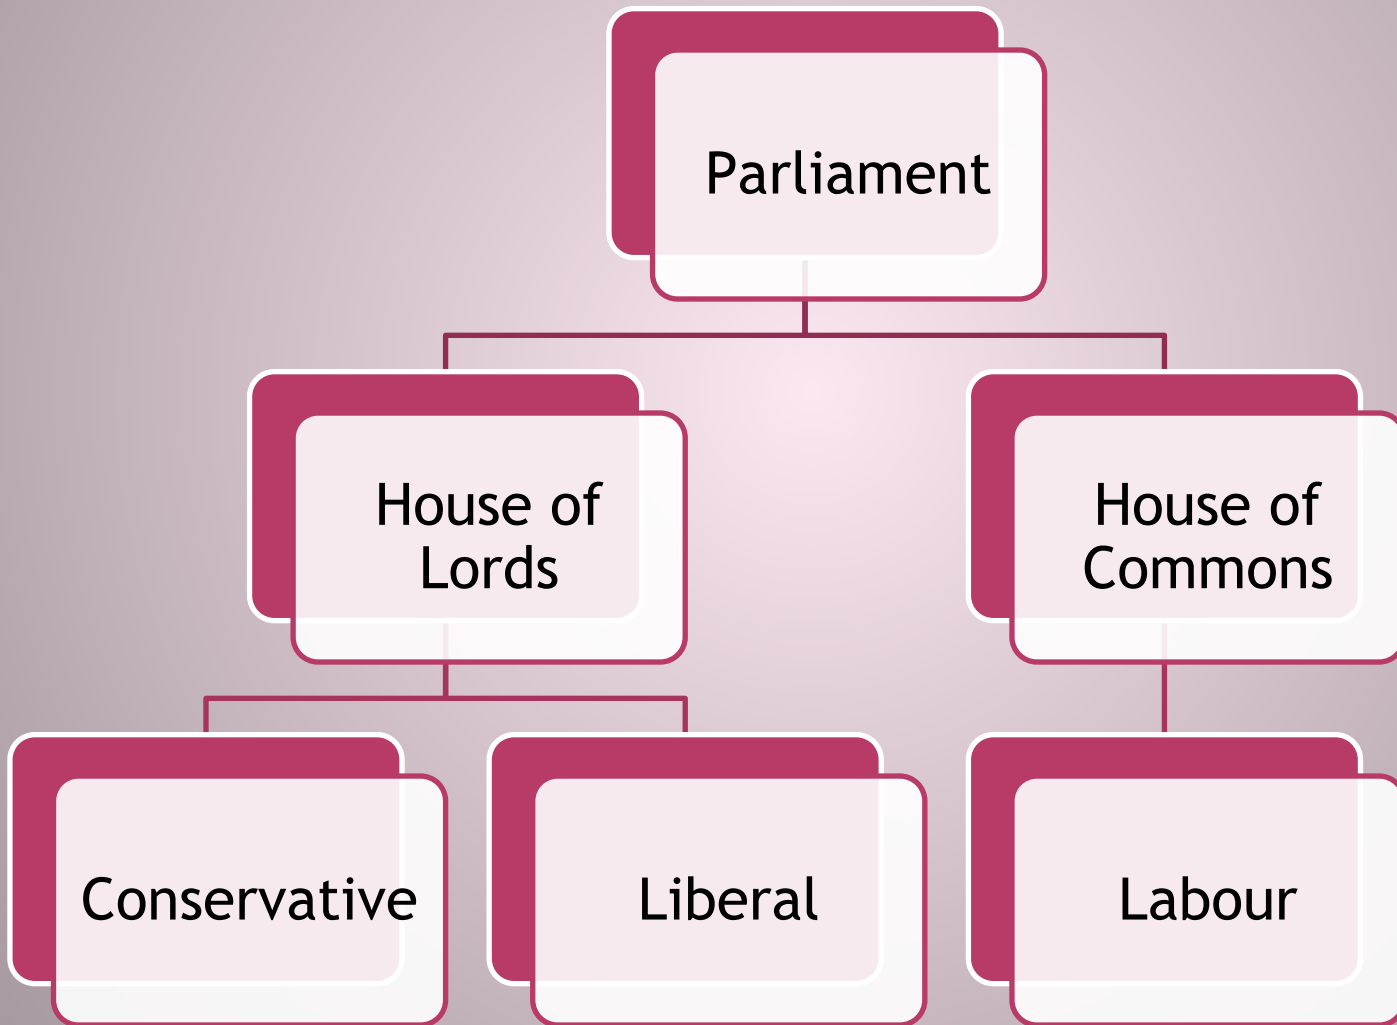 Parliament
House of
Lords
House of
Commons
Conservative
Liberal
Labour